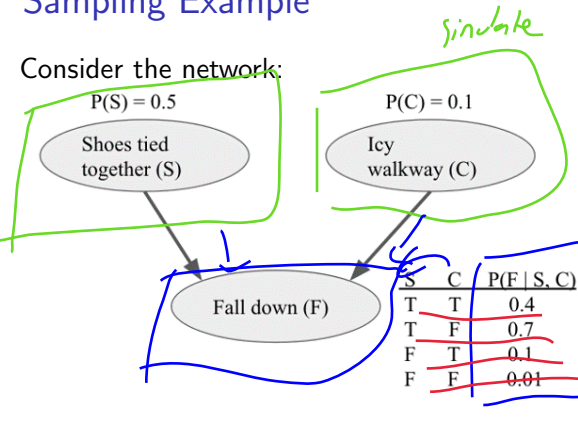 Sampling Example
simulate
Consider the network:
P(S) = 0.5
P(C) = 0.1
Shoes tied
together (S)
Icy
walkway (C)
Fall down (F)
S C P(F | S, C)
T T 0.4
T F 0.7
F T 0.1
F F 0.01